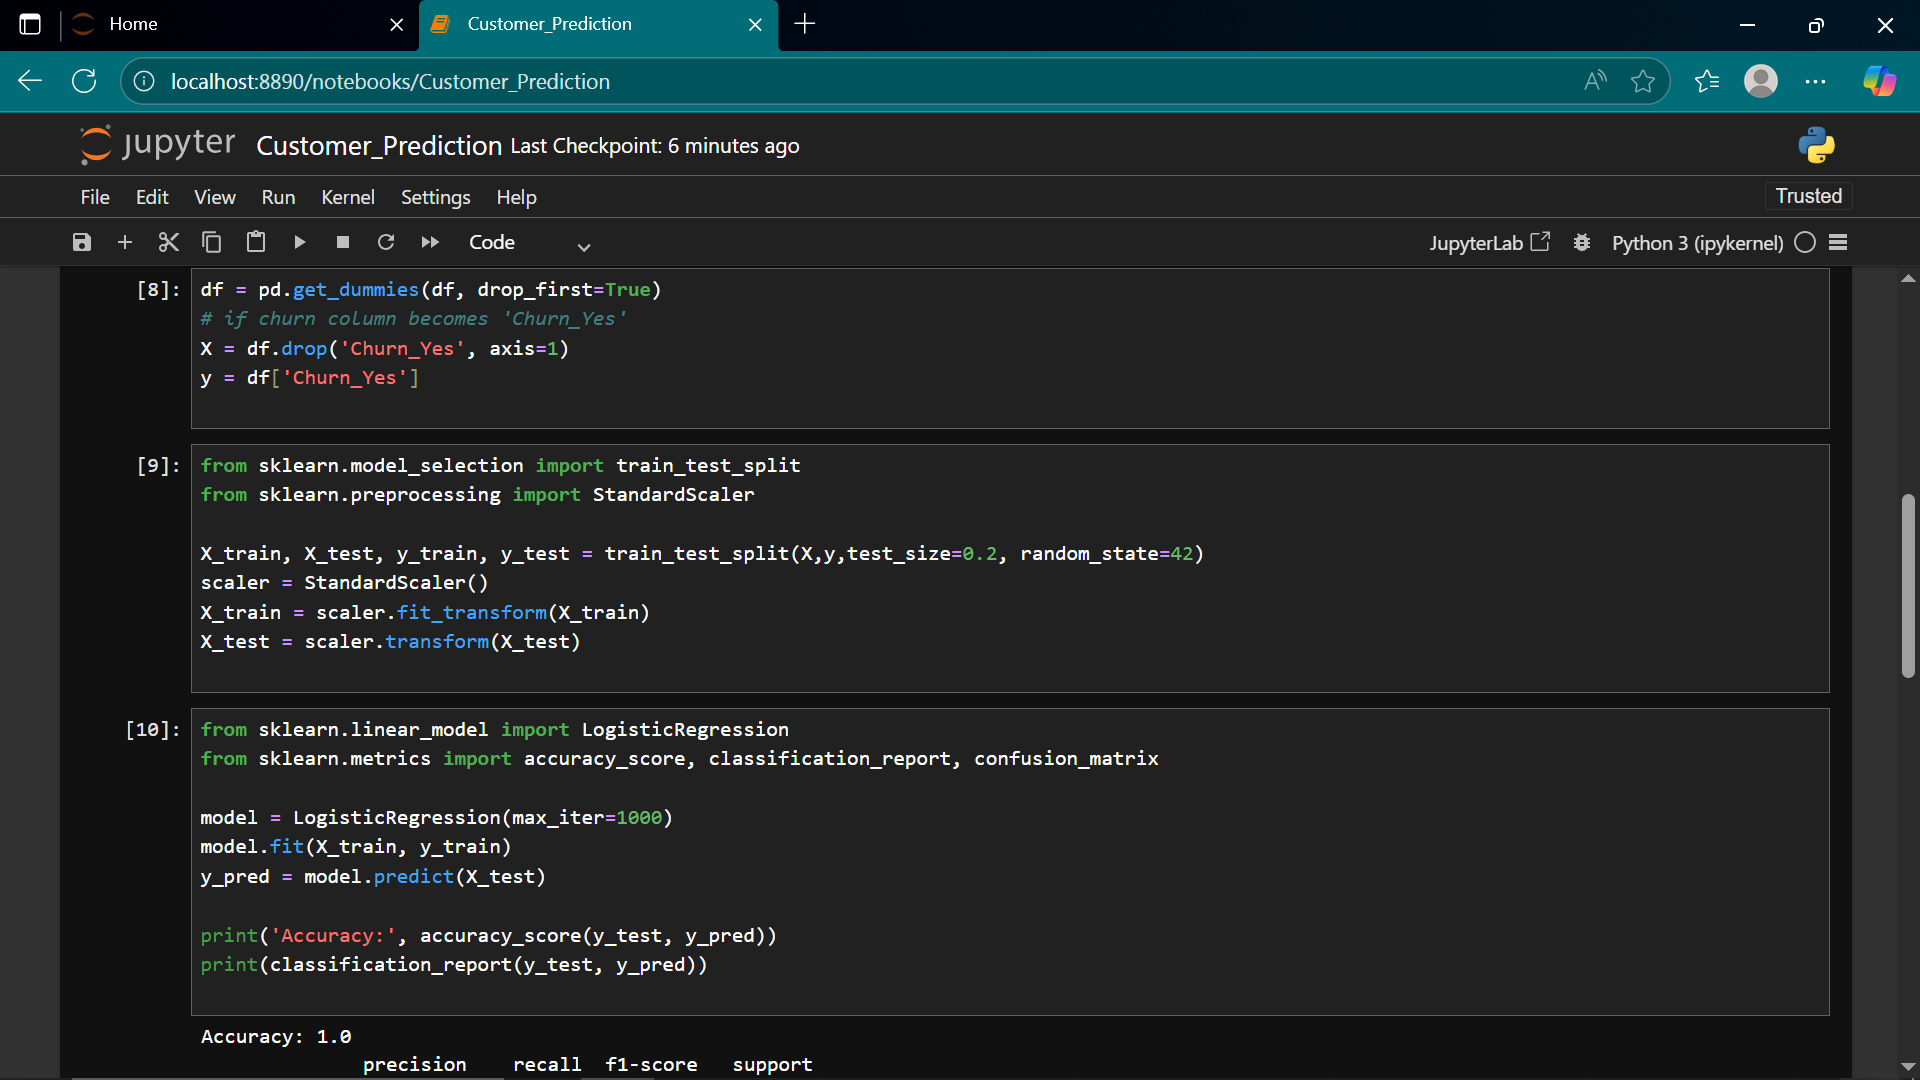 Home
Customer_Prediction
localhost:8890/notebooks/Customer_Prediction
jupyter Customer_Prediction Last Checkpoint: 6 minutes ago
File Edit View Run Kernel Settings Help
Trusted
Code
JupyterLab
Python 3 (ipykernel)
[8]:
df = pd.get_dummies(df, drop_first=True)
# if churn column becomes 'Churn_Yes'
X = df.drop('Churn_Yes', axis=1)
y = df['Churn_Yes']
[9]:
from sklearn.model_selection import train_test_split
from sklearn.preprocessing import StandardScaler
X_train, X_test, y_train, y_test = train_test_split(X,y,test_size=0.2, random_state=42)
scaler = StandardScaler()
X_train = scaler.fit_transform(X_train)
X_test = scaler.transform(X_test)
[10]:
from sklearn.linear_model import LogisticRegression
from sklearn.metrics import accuracy_score, classification_report, confusion_matrix
model = LogisticRegression(max_iter=1000)
model.fit(X_train, y_train)
y_pred = model.predict(X_test)
print('Accuracy:', accuracy_score(y_test, y_pred))
print(classification_report(y_test, y_pred))
Accuracy: 1.0
precision recall f1-score support